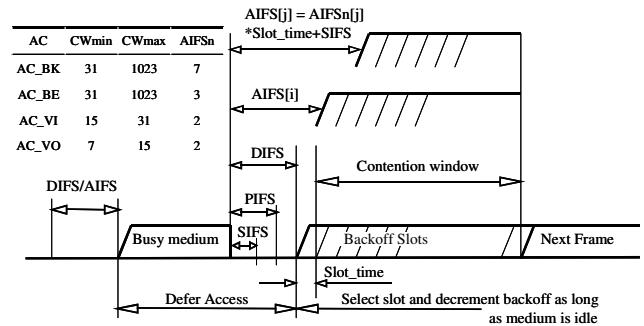 AIFS[j] = AIFSn[j]
*Slot_time+SIFS
AC CWmin CWmax AIFSn
AC_BK 31 1023 7
AC_BE 31 1023 3
AC_VI 15 31 2
AC_VO 7 15 2
AIFS[i]
DIFS
Contention window
DIFS/AIFS
PIFS
SIFS
Busy medium
Backoff Slots
Next Frame
Slot_time
Defer Access
Select slot and decrement backoff as long
as medium is idle